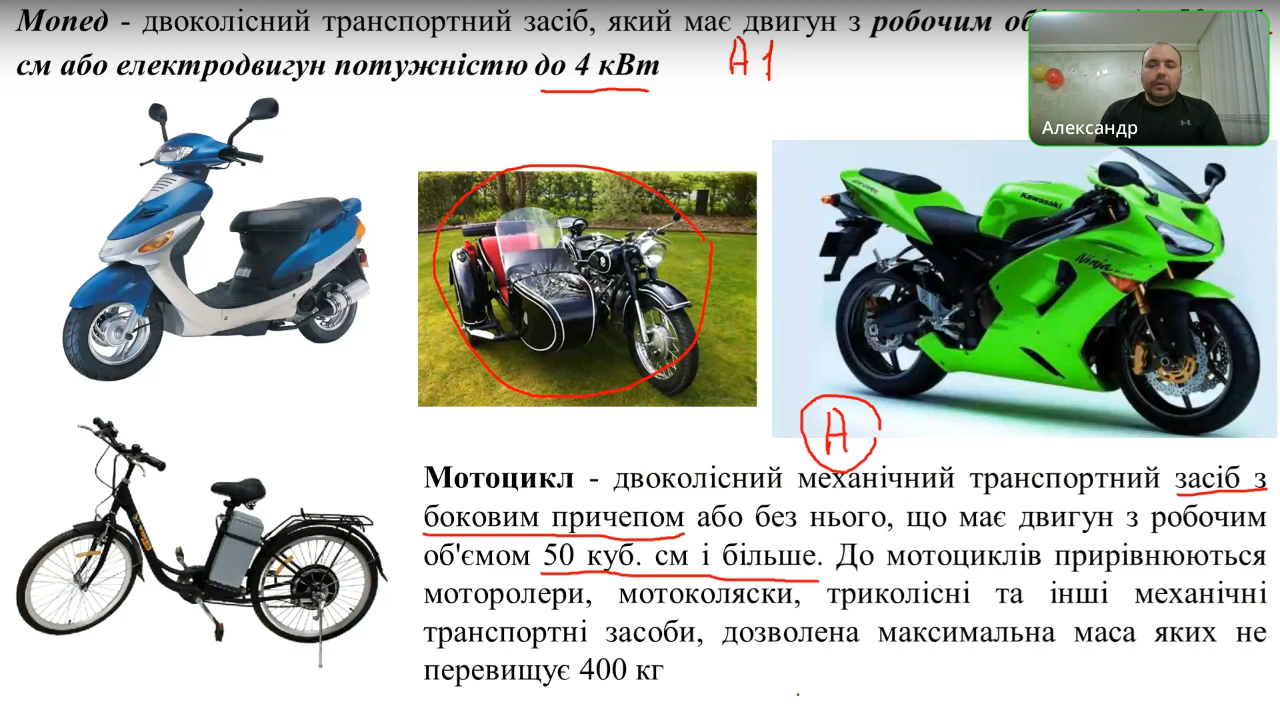 Мопед - двоколісний транспортний засіб, який має двигун з робочим
см або електродвигун потужністю до 4 кВт
А1
Александр
Kawasaki
Ninja
А
Мотоцикл - двоколісний механічний транспортний засіб з
боковим причепом або без нього, що має двигун з робочим
об'ємом 50 куб. см і більше. До мотоциклів прирівнюються
моторолери, мотоколяски, триколісні та інші механічні
транспортні засоби, дозволена максимальна маса яких не
перевищує 400 кг